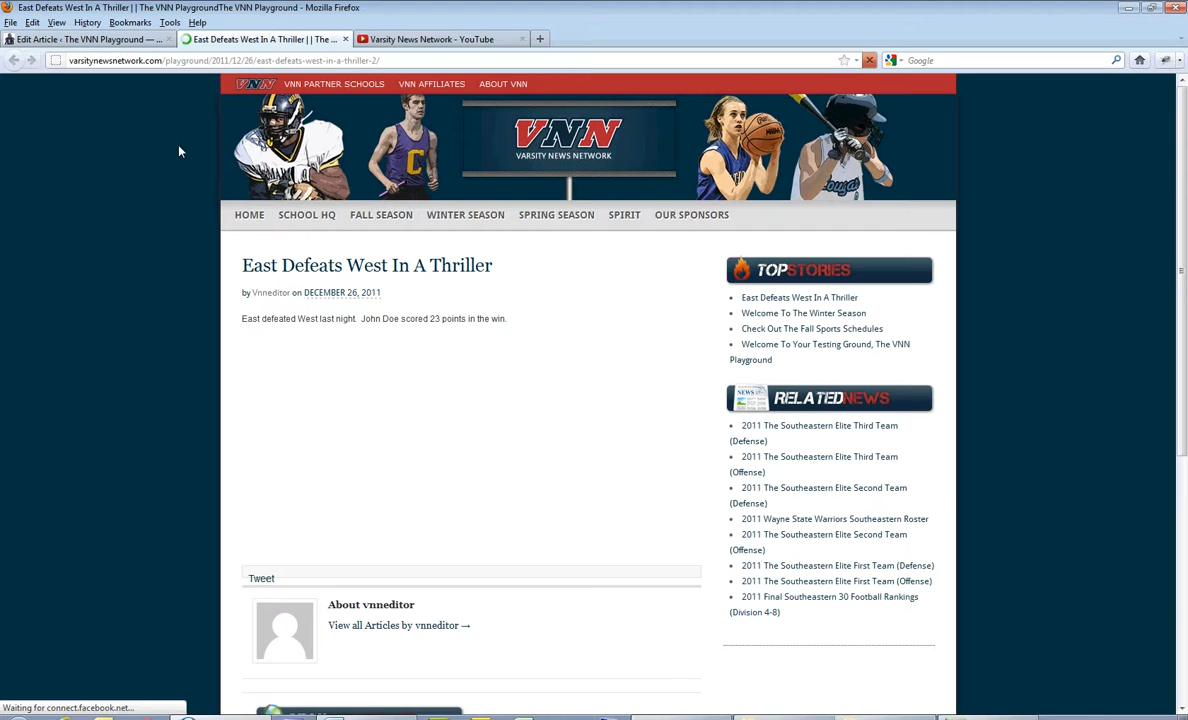 East Defeats West In A Thriller | | The VNN PlaygroundThe VNN Playground - Mozilla Firefox
File Edit View History Bookmarks Tools Help
Edit Article ‹ The VNN Playground — ... × East Defeats West In A Thriller | | The ... × Varsity News Network - YouTube × +
varsitynewsnetwork.com/playground/2011/12/26/east-defeats-west-in-a-thriller-2/ Google
VNN VNN PARTNER SCHOOLS VNN AFFILIATES ABOUT VNN
VNN
VARSITY NEWS NETWORK
C
Cougars
HOME SCHOOL HQ FALL SEASON WINTER SEASON SPRING SEASON SPIRIT OUR SPONSORS
East Defeats West In A Thriller
by Vnneditor on DECEMBER 26, 2011
East defeated West last night. John Doe scored 23 points in the win.
Tweet
About vnneditor
View all Articles by vnneditor →
TOPSTORIES
• East Defeats West In A Thriller
• Welcome To The Winter Season
• Check Out The Fall Sports Schedules
• Welcome To Your Testing Ground, The VNN
Playground
NEWS RELATEDNEWS
• 2011 The Southeastern Elite Third Team
(Defense)
• 2011 The Southeastern Elite Third Team
(Offense)
• 2011 The Southeastern Elite Second Team
(Defense)
• 2011 Wayne State Warriors Southeastern Roster
• 2011 The Southeastern Elite Second Team
(Offense)
• 2011 The Southeastern Elite First Team (Defense)
• 2011 The Southeastern Elite First Team (Offense)
• 2011 Final Southeastern 30 Football Rankings
(Division 4-8)
Waiting for connect.facebook.net...